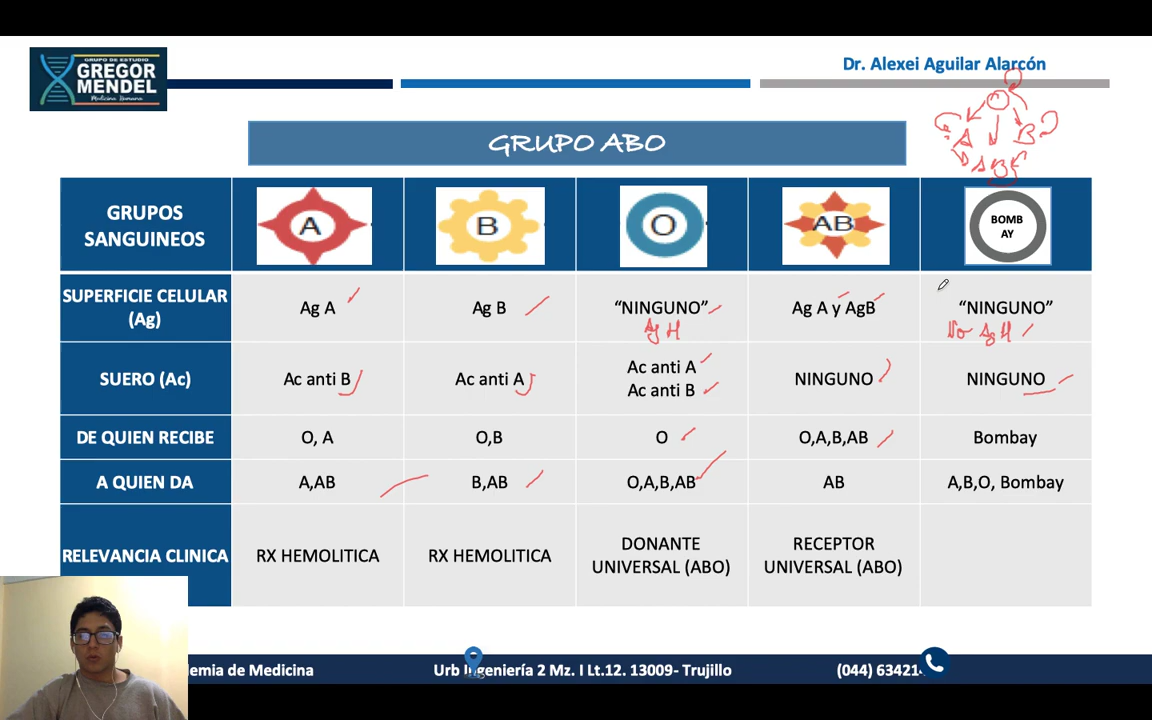 GRUPO DE ESTUDIO
GREGOR
MENDEL
Medicina Humana
Dr. Alexei Aguilar Alarcón
O
A
B
AB
GRUPO ABO
GRUPOS
SANGUINEOS
A
B
O
AB
BOMB
AY
SUPERFICIE CELULAR
(Ag)
Ag A
Ag B
“NINGUNO”
Ag H
Ag A y AgB
“NINGUNO”
No Ag H
SUERO (Ac)
Ac anti B
Ac anti A
Ac anti A
Ac anti B
NINGUNO
NINGUNO
DE QUIEN RECIBE
O, A
O,B
O
O,A,B,AB
Bombay
A QUIEN DA
A,AB
B,AB
O,A,B,AB
AB
A,B,O, Bombay
RELEVANCIA CLINICA
RX HEMOLITICA
RX HEMOLITICA
DONANTE
UNIVERSAL (ABO)
RECEPTOR
UNIVERSAL (ABO)
demia de Medicina
Urb Ingeniería 2 Mz. I Lt.12. 13009- Trujillo
(044) 63421